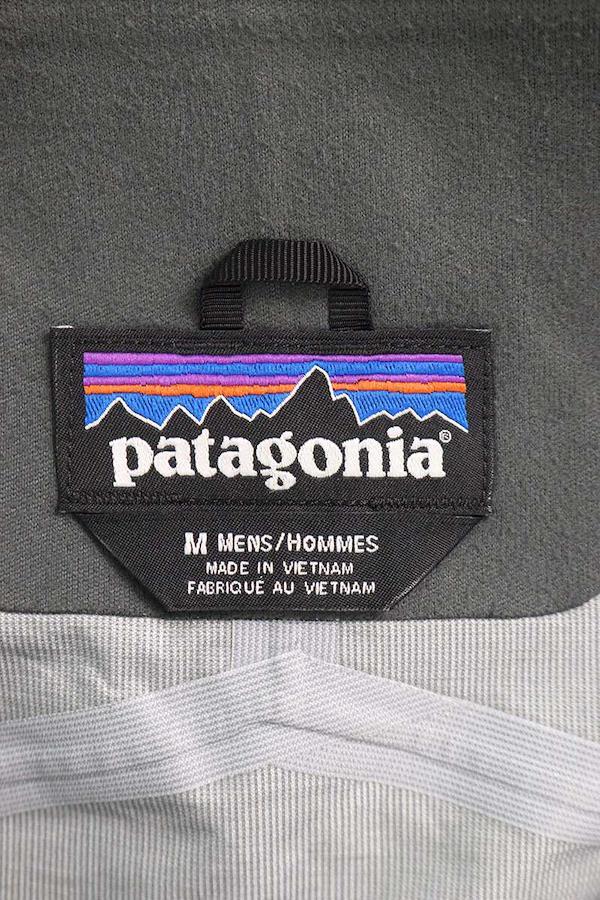 patagonia®
M MENS/HOMMES
MADE IN VIETNAM
FABRIQUÉ AU VIETNAM